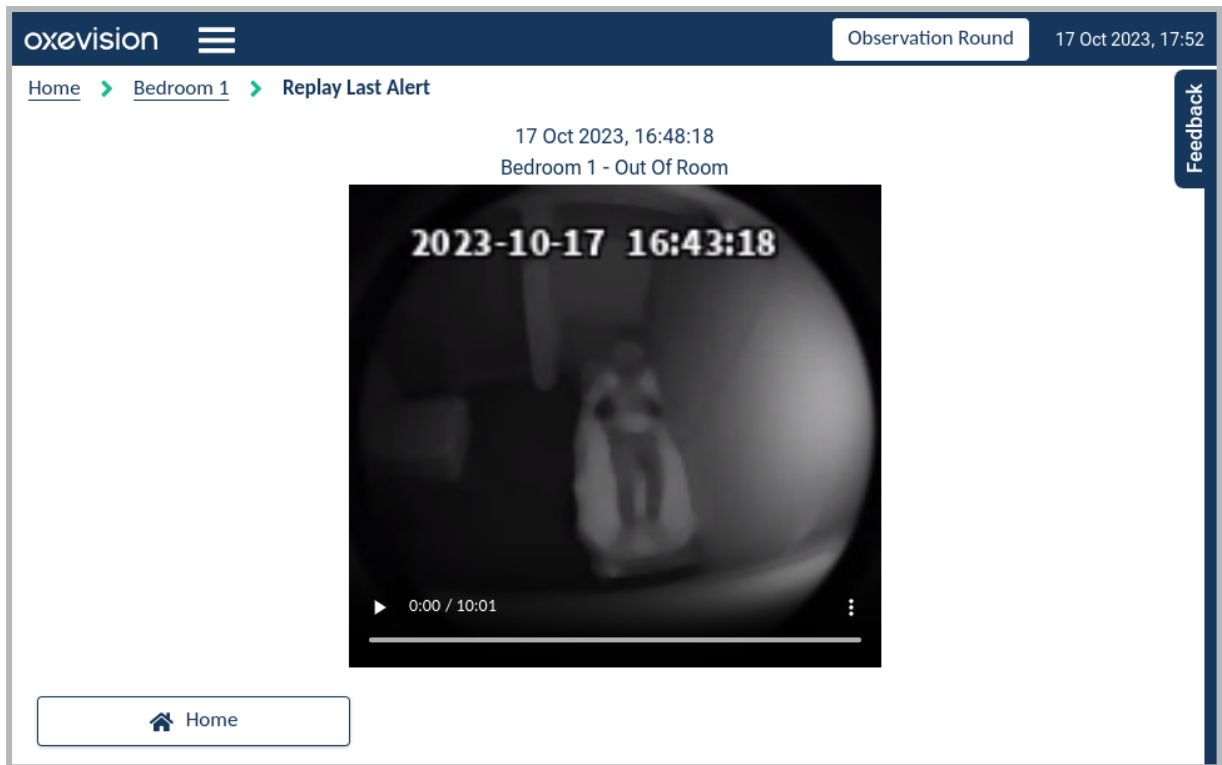 oxevision
Observation Round
17 Oct 2023, 17:52
Home
Bedroom 1
Replay Last Alert
Feedback
17 Oct 2023, 16:48:18
Bedroom 1 - Out Of Room
2023-10-17 16:43:18
0:00 / 10:01
Home